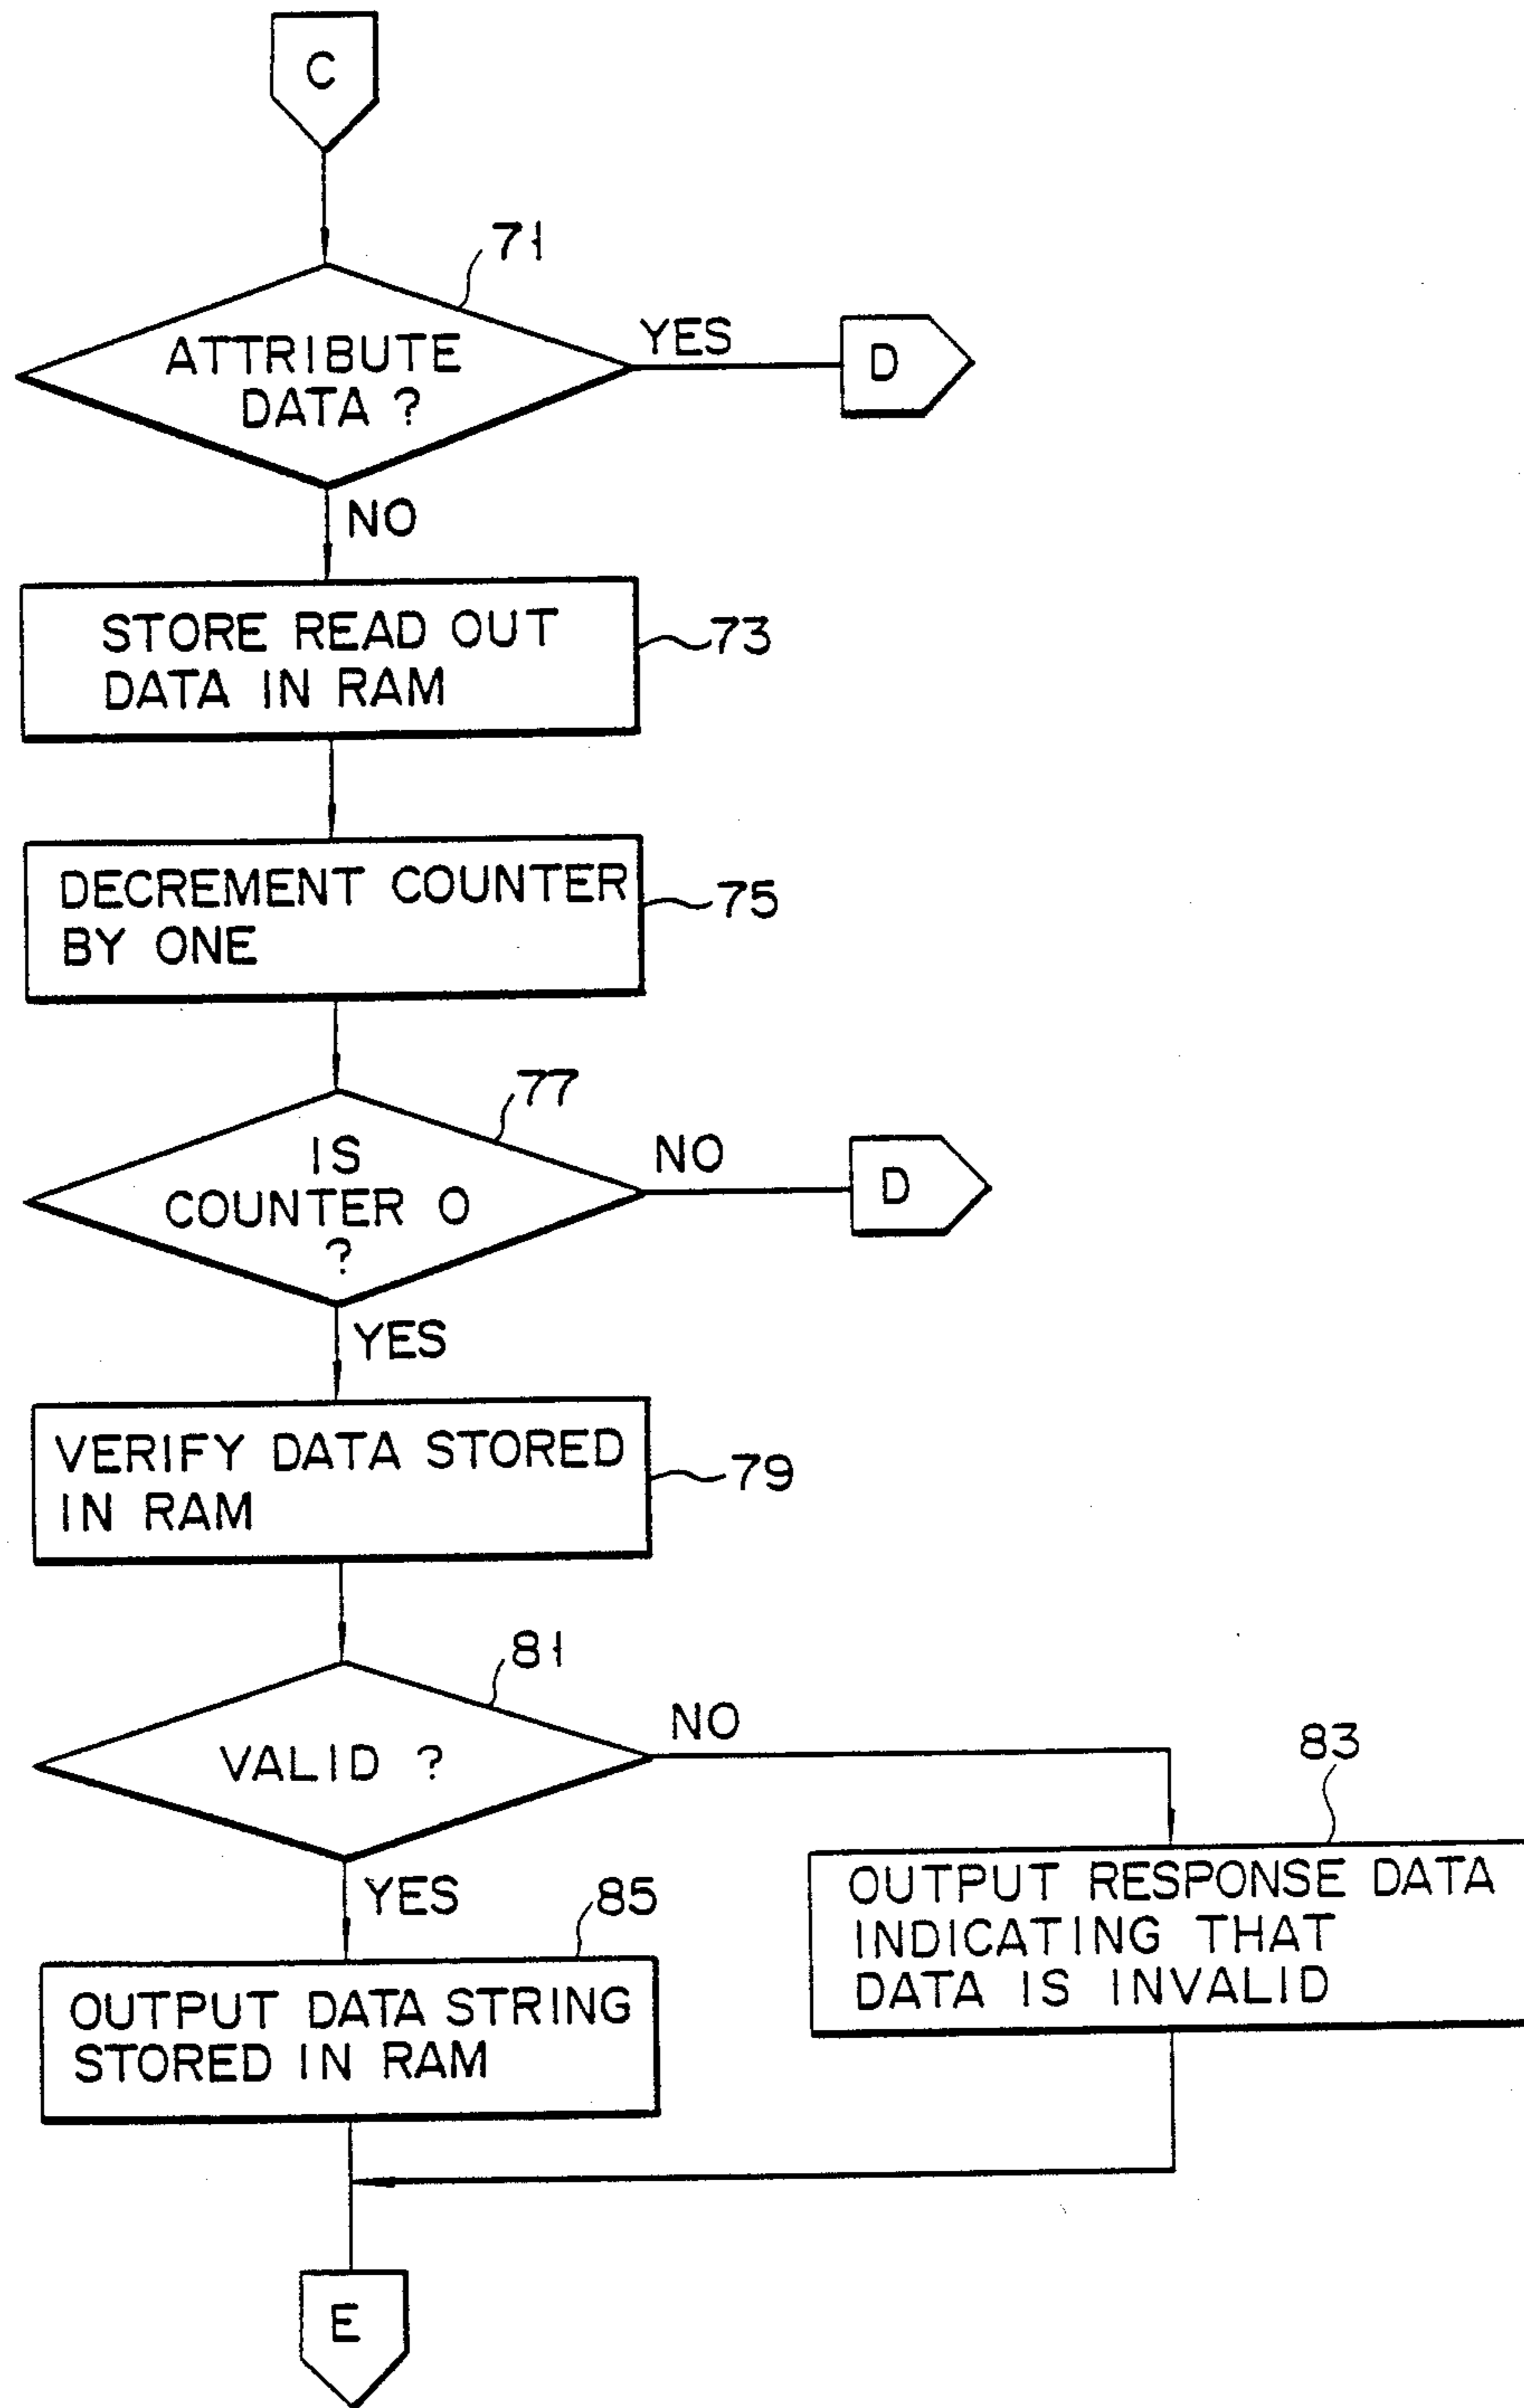 C
71
ATTRIBUTE
DATA ?
YES
D
NO
STORE READ OUT
DATA IN RAM
73
DECREMENT COUNTER
BY ONE
75
77
IS
COUNTER 0
?
NO
D
YES
VERIFY DATA STORED
IN RAM
79
81
VALID ?
NO
83
YES
85
OUTPUT RESPONSE DATA
INDICATING THAT
DATA IS INVALID
OUTPUT DATA STRING
STORED IN RAM
E